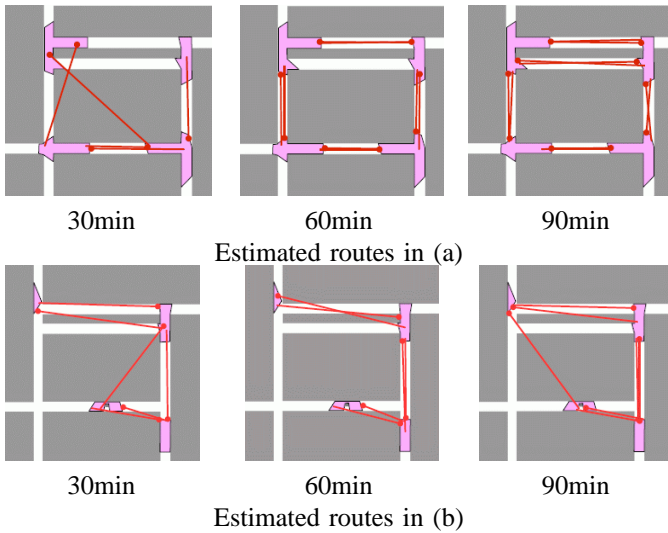 30min 60min 90min
Estimated routes in (a)
30min 60min 90min
Estimated routes in (b)